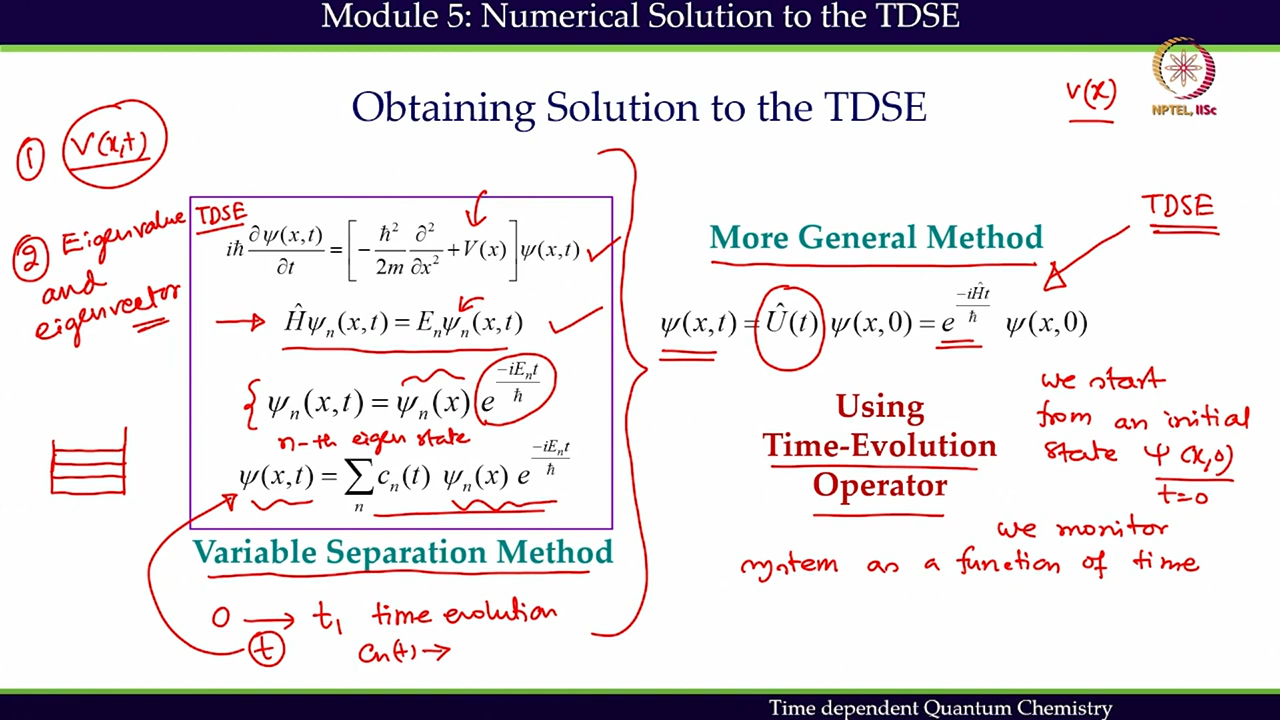 Module 5: Numerical Solution to the TDSE
Obtaining Solution to the TDSE
V(x)
NPTEL, IISc
① V(x,t)
② Eigenvalue
and
eigenvector
TDSE
iħ ∂ψ(x,t)/∂t = [-ħ²/2m ∂²/∂x² + V(x)] ψ(x,t)
Ĥψₙ(x,t) = Eₙψₙ(x,t)
{ ψₙ(x,t) = ψₙ(x) e^(-iEₙt/ħ)
n-th eigen state
ψ(x,t) = ∑ₙ cₙ(t) ψₙ(x) e^(-iEₙt/ħ)
Variable Separation Method
0 → t₁ time evolution
t Cn(t) →
TDSE
More General Method
ψ(x,t) = Û(t) ψ(x,0) = e^(-iĤt/ħ) ψ(x,0)
Using
Time-Evolution
Operator
we start
from an initial
state ψ(x,0)
t=0
we monitor
system as a function of time
Time dependent Quantum Chemistry